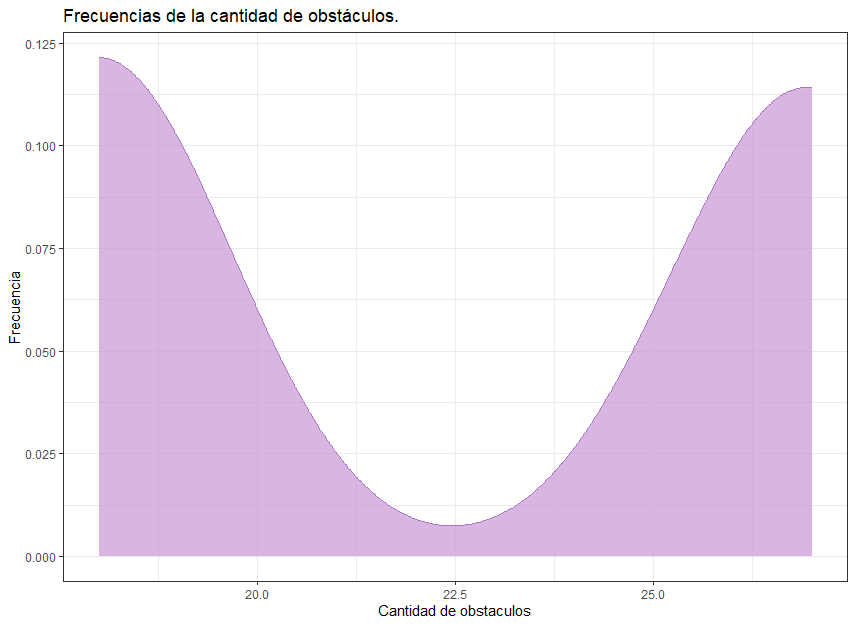 Frecuencias de la cantidad de obstáculos.
0.125
0.100
0.075
0.050
0.025
0.000
Frecuencia
20.0 22.5 25.0
Cantidad de obstaculos